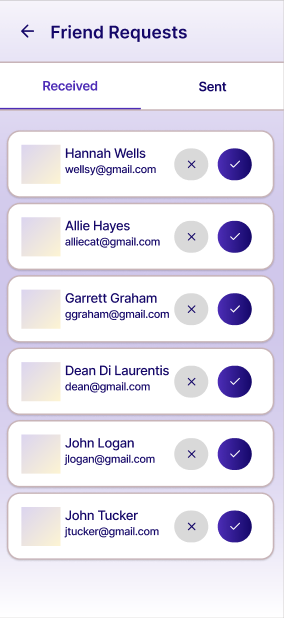 Friend Requests
Received
Sent
Hannah Wells
wellsy@gmail.com
Allie Hayes
alliecat@gmail.com
Garrett Graham
ggraham@gmail.com
Dean Di Laurentis
dean@gmail.com
John Logan
jlogan@gmail.com
John Tucker
jtucker@gmail.com